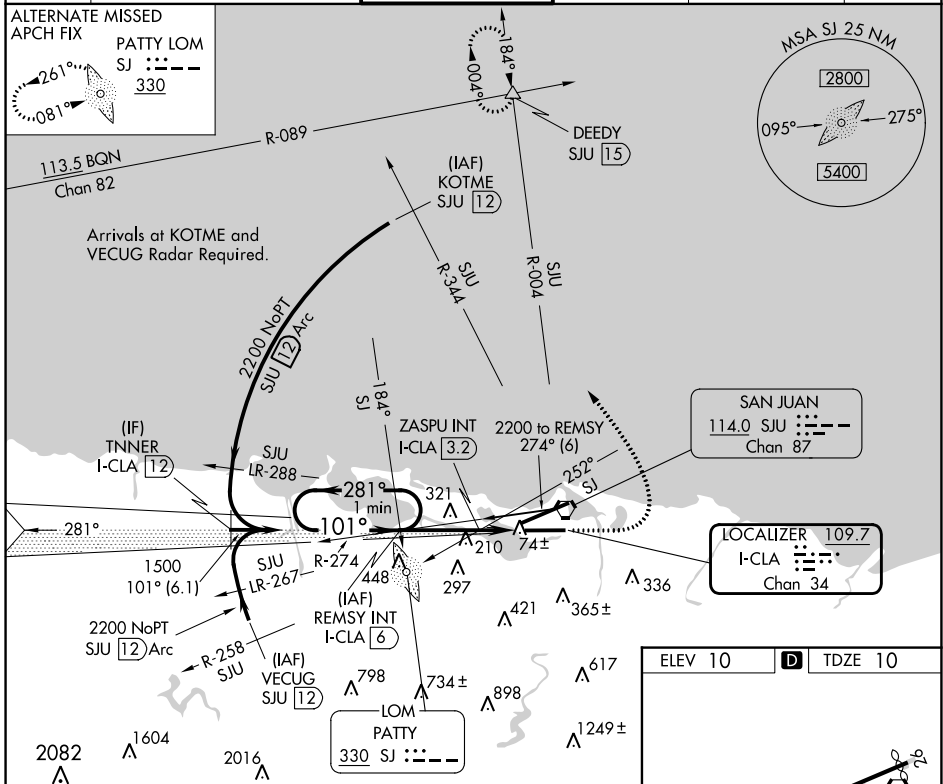 ALTERNATE MISSED
APCH FIX
PATTY LOM
SJ
330
261°
081°
184°
004°
MSA SJ 25 NM
2800
095°
275°
5400
R-089
113.5 BQN
Chan 82
DEEDY
SJU 15
(IAF)
KOTME
SJU 12
Arrivals at KOTME and
VECUG Radar Required.
SJU
R-344
SJU
R-004
2200 NoPT
SJU 12 Arc
184°
SJ
SAN JUAN
114.0 SJU
Chan 87
ZASPU INT
I-CLA 3.2
2200 to REMSY
274° (6)
252°
SJ
(IF)
TNNER
I-CLA 12
SJU
LR-288
281°
1 min
101°
321
281°
210
74±
LOCALIZER 109.7
I-CLA
Chan 34
1500
101° (6.1)
SJU
LR-267
R-274
448
297
336
365±
421
(IAF)
REMSY INT
I-CLA 6
2200 NoPT
SJU 12 Arc
R-258
SJU
(IAF)
VECUG
SJU 12
617
798
734±
898
1249±
LOM
PATTY
330 SJ
1604
2082
2016
ELEV 10
D
TDZE 10
26